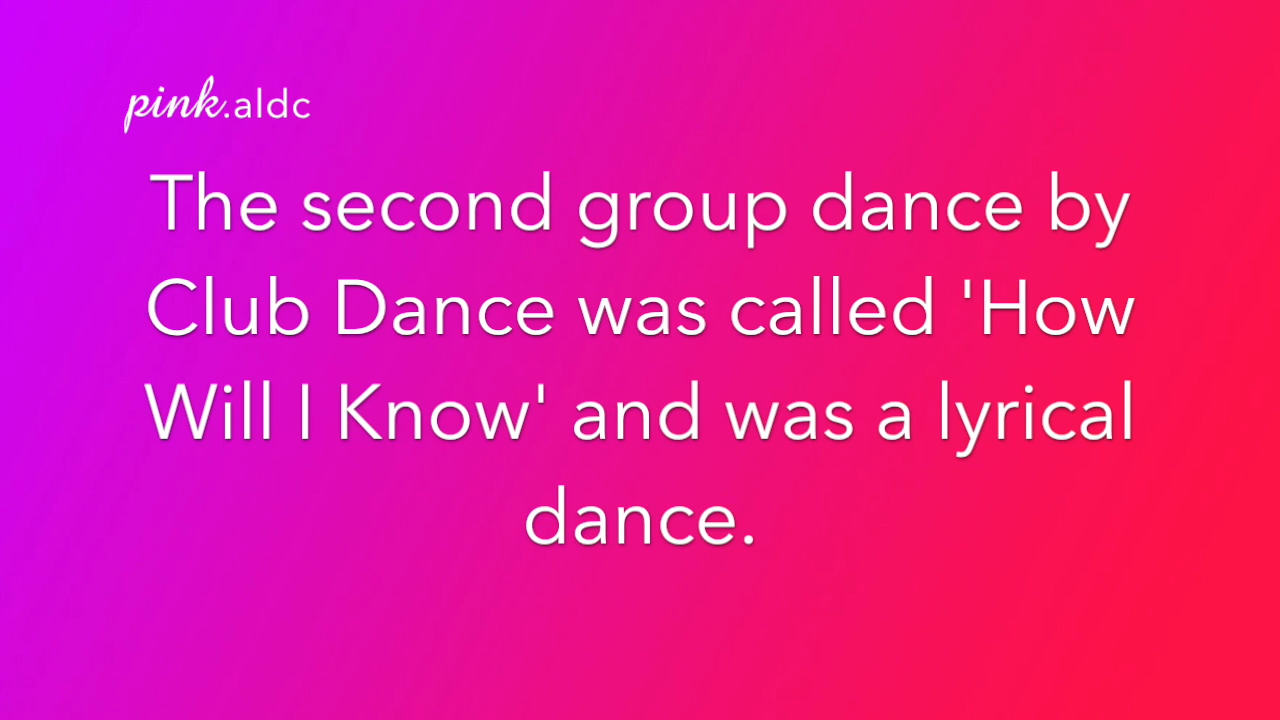 pink.aldc
The second group dance by
Club Dance was called 'How
Will I Know' and was a lyrical
dance.